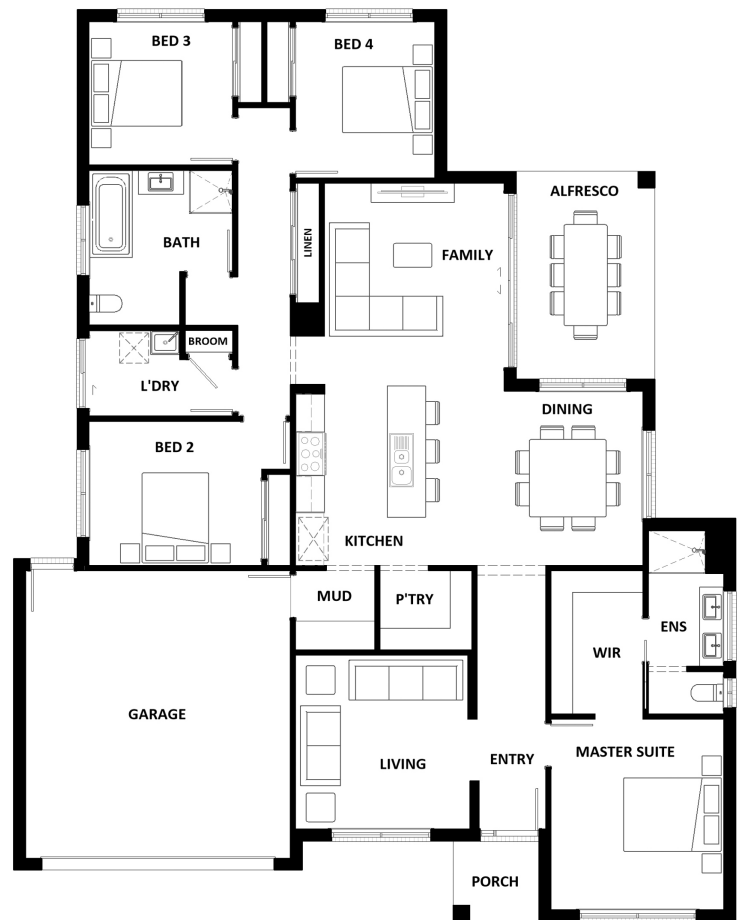 BED 3
BED 4
ALFRESCO
BATH
LINEN
FAMILY
BROOM
L'DRY
DINING
BED 2
KITCHEN
MUD
P'TRY
ENS
WIR
GARAGE
MASTER SUITE
ENTRY
LIVING
PORCH